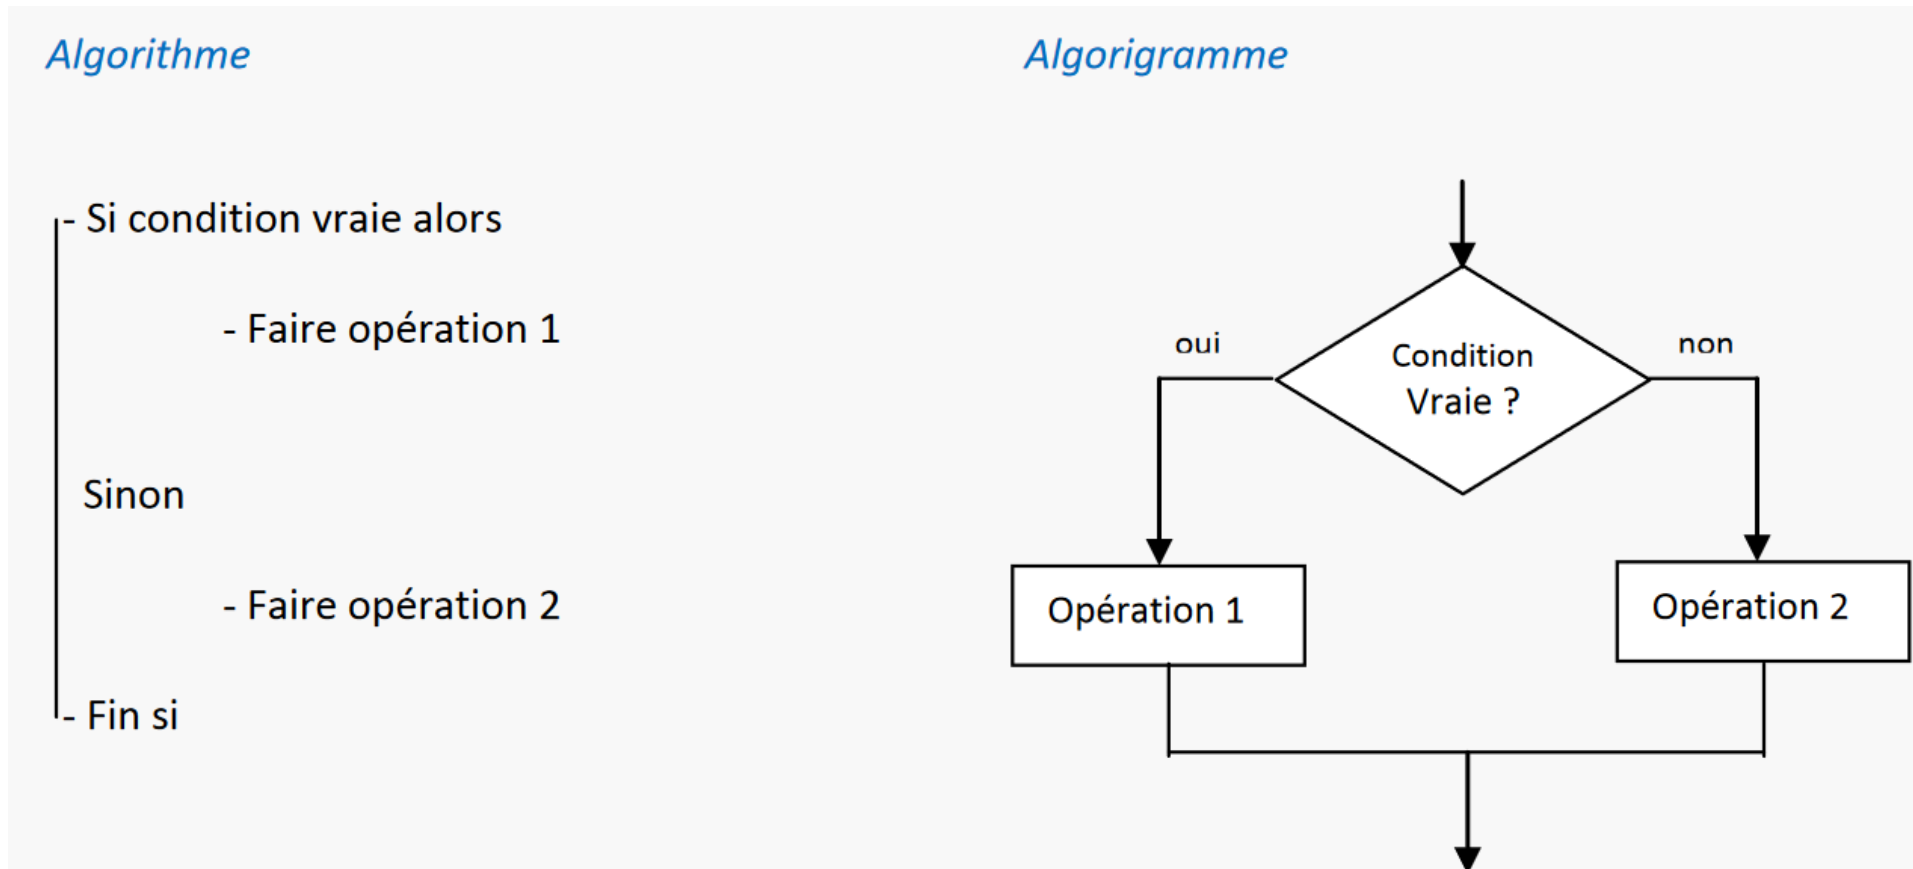 Algorithme
- Si condition vraie alors
- Faire opération 1
Sinon
- Faire opération 2
- Fin si
Algorigramme
oui
Condition
Vraie ?
non
Opération 1
Opération 2